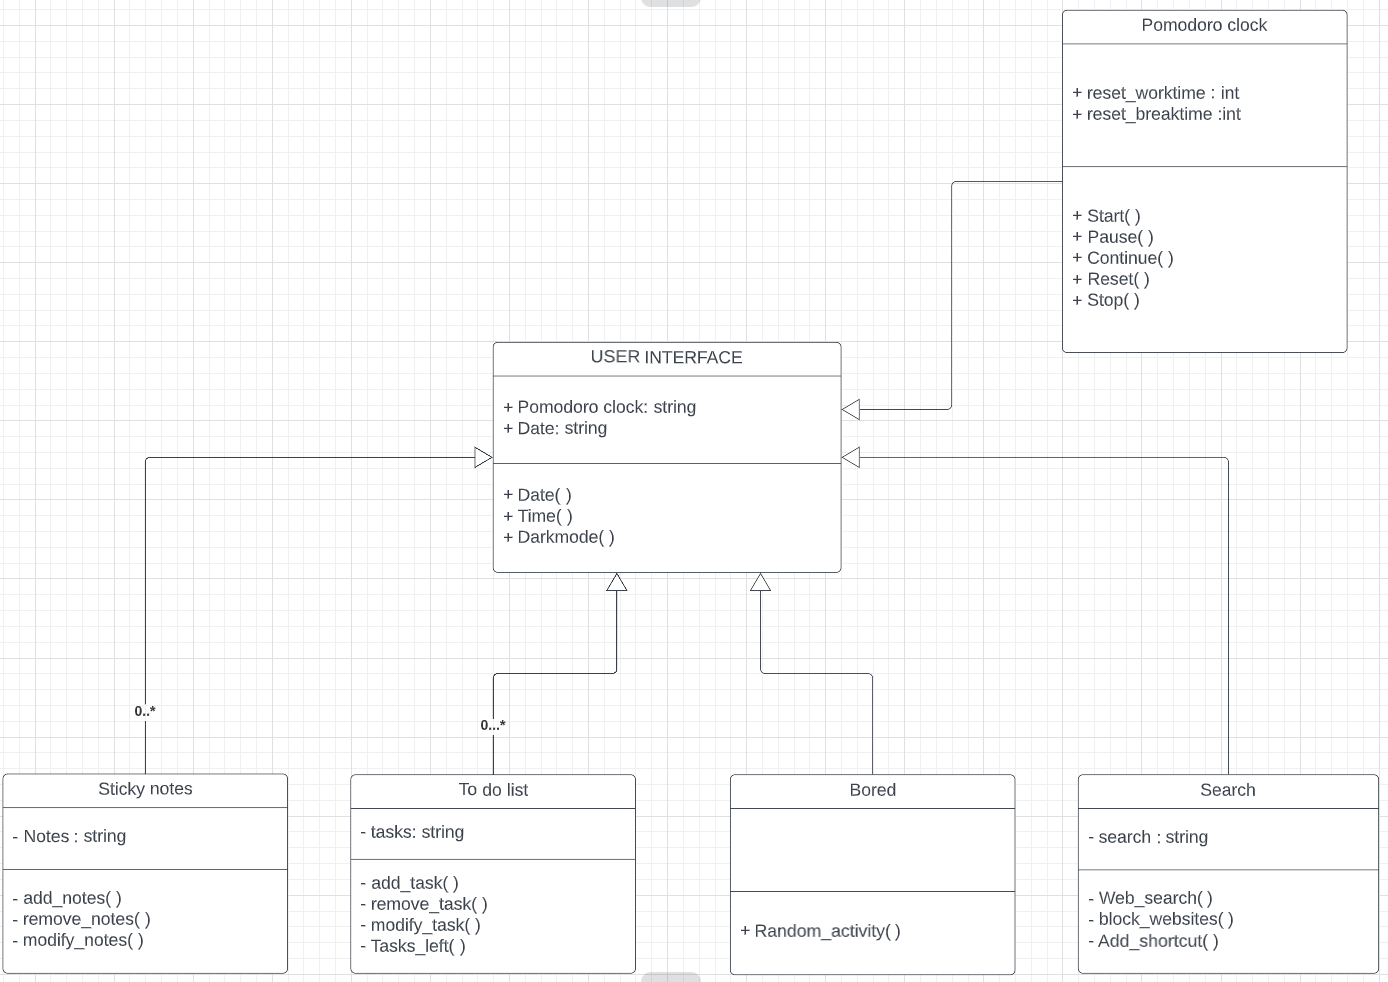 Pomodoro clock
+ reset_worktime : int
+ reset_breaktime :int
+ Start( )
+ Pause( )
+ Continue( )
+ Reset( )
+ Stop( )
USER INTERFACE
+ Pomodoro clock: string
+ Date: string
+ Date( )
+ Time( )
+ Darkmode( )
0..*
0...*
Sticky notes
- Notes : string
- add_notes( )
- remove_notes( )
- modify_notes( )
To do list
- tasks: string
- add_task( )
- remove_task( )
- modify_task( )
- Tasks_left( )
Bored
+ Random_activity( )
Search
- search : string
- Web_search( )
- block_websites( )
- Add_shortcut( )